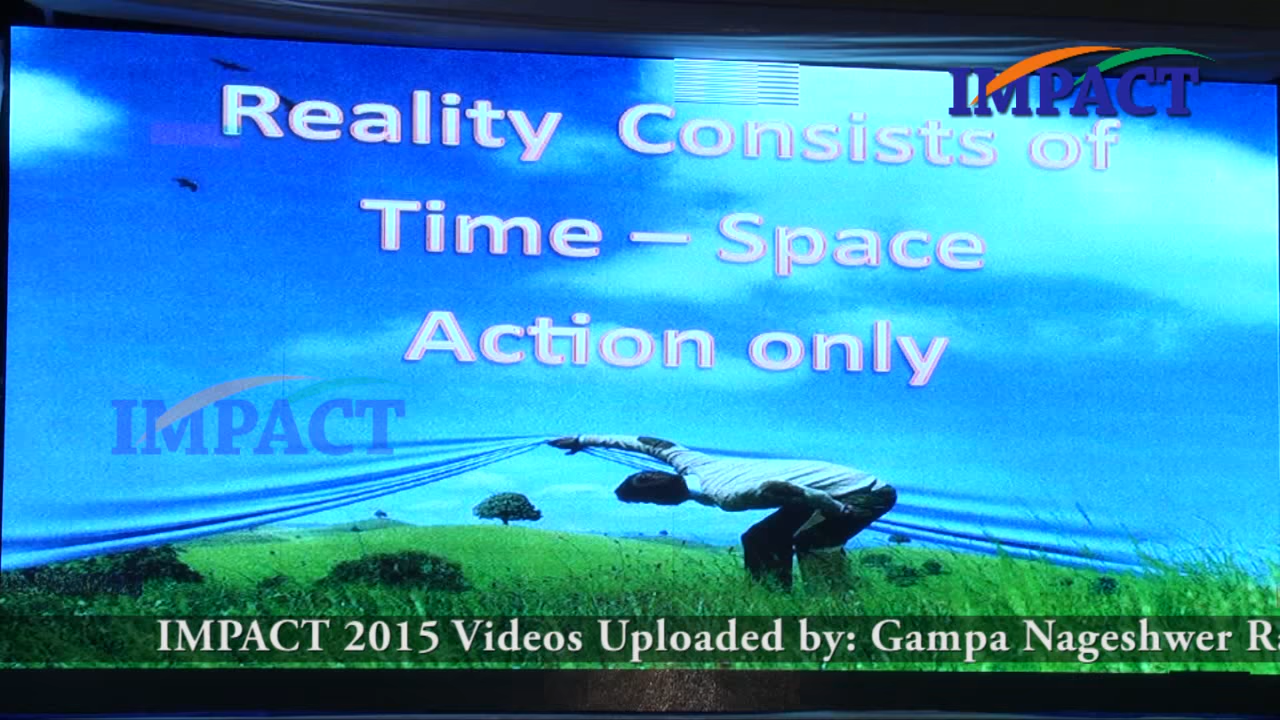 IMPACT
Reality Consists of
Time – Space
Action only
IMPACT
IMPACT 2015 Videos Uploaded by: Gampa Nageshwer